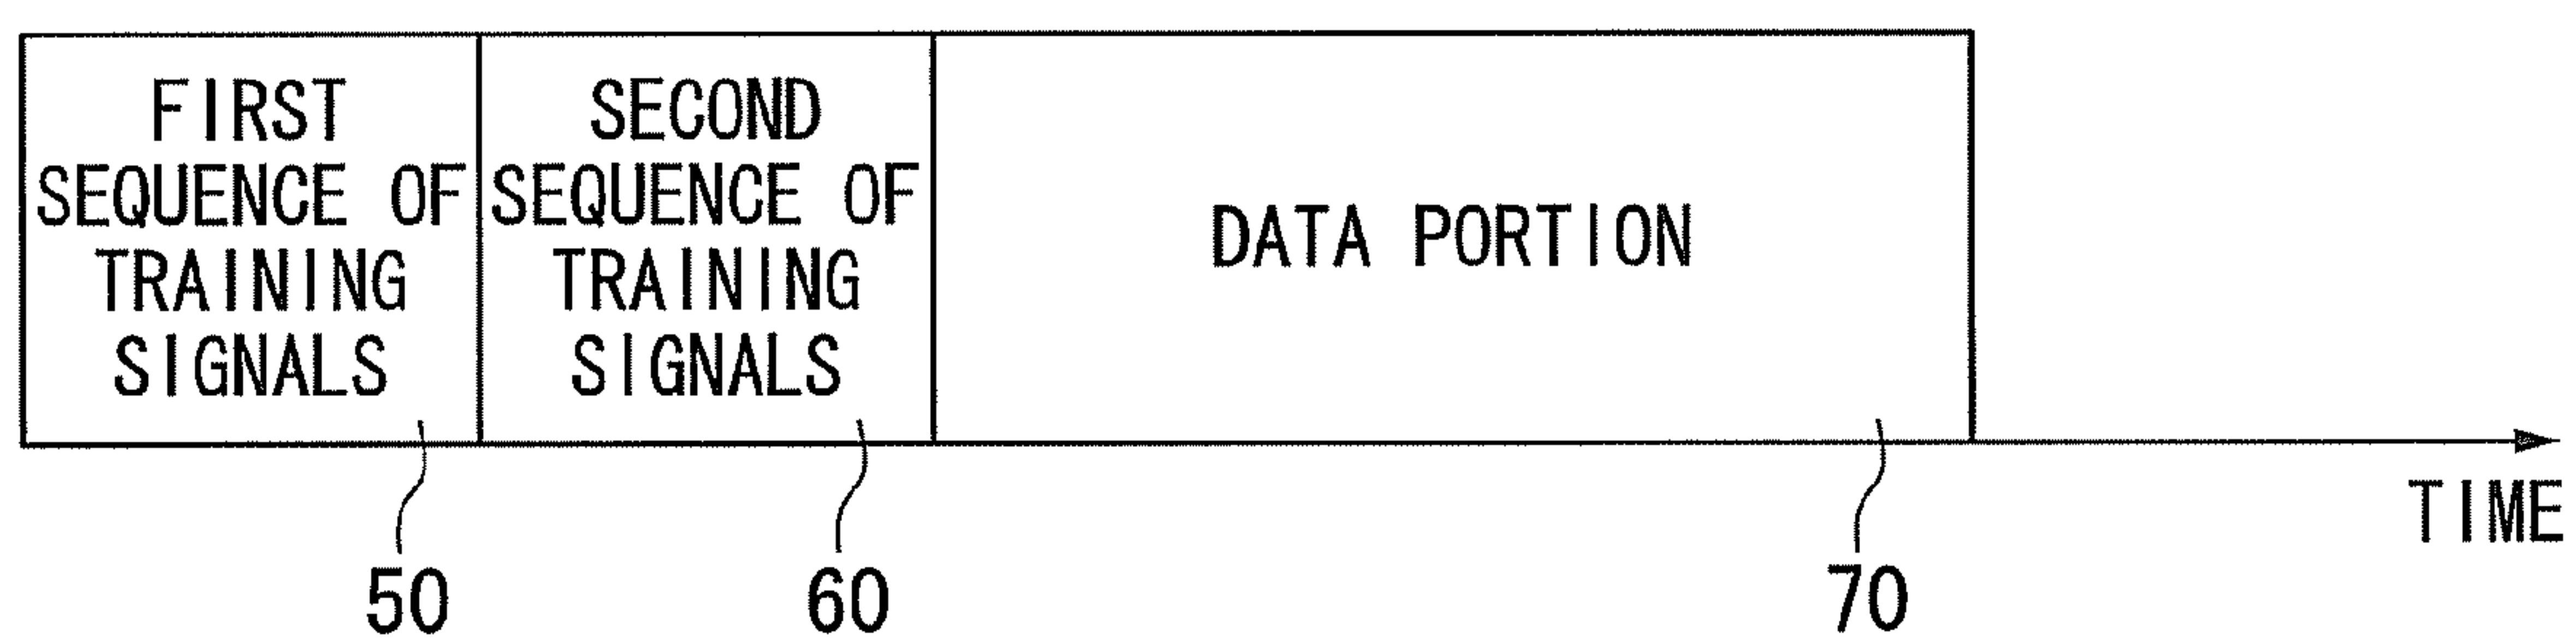 FIRST
SEQUENCE OF
TRAINING
SIGNALS
SECOND
SEQUENCE OF
TRAINING
SIGNALS
DATA PORTION
TIME
50
60
70